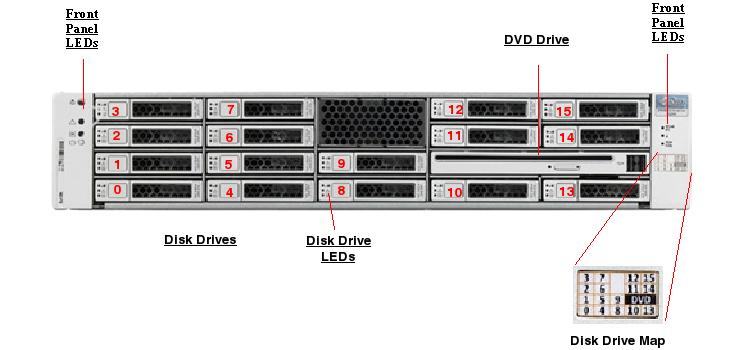 Front
Panel
LEDs
DVD Drive
Front
Panel
LEDs
3 7 12 15
2 6 11 14
1 5 9
0 4 8 10 13
Disk Drives
Disk Drive
LEDs
3 7 12 15
2 6 11 14
1 5 9 DVD
0 4 8 10 13
Disk Drive Map